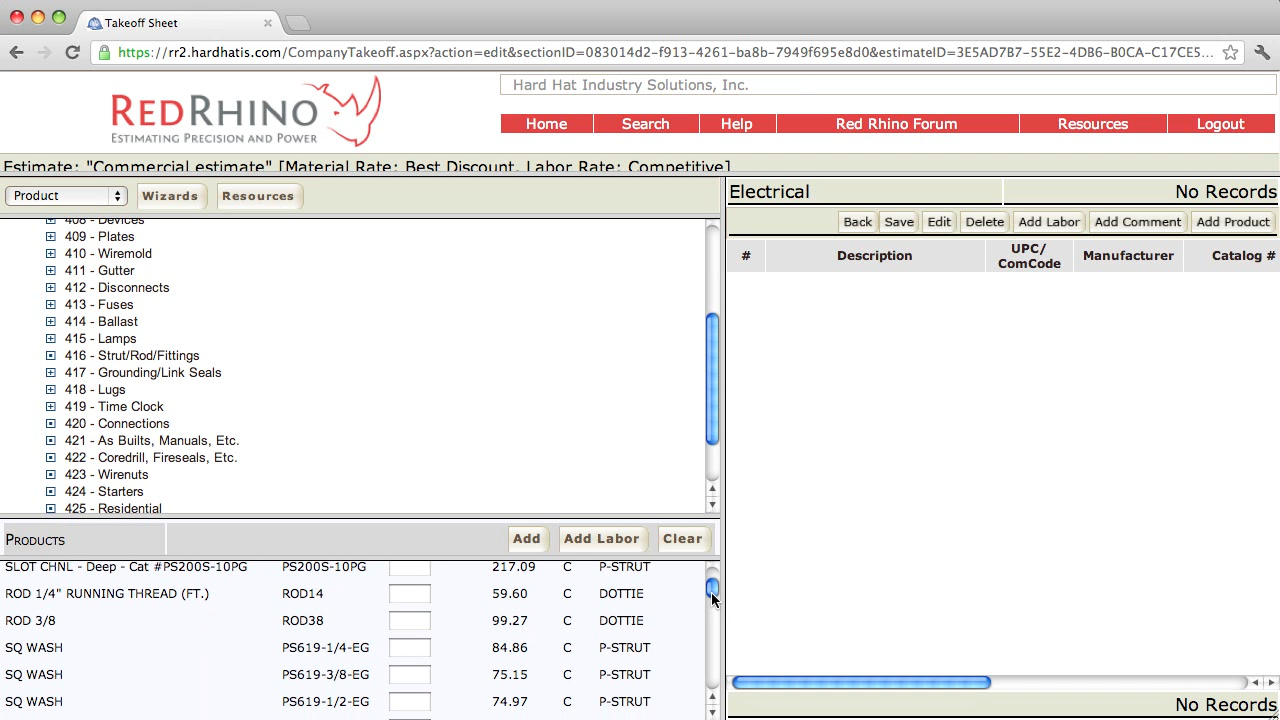 Takeoff Sheet
https://rr2.hardhatis.com/CompanyTakeoff.aspx?action=edit&sectionID=083014d2-f913-4261-ba8b-7949f695e8d0&estimateID=3E5AD7B7-55E2-4DB6-B0CA-C17CE5...
REDRHINO
ESTIMATING PRECISION AND POWER
Hard Hat Industry Solutions, Inc.
Home Search Help Red Rhino Forum Resources Logout
Estimate: "Commercial estimate" [Material Rate: Best Discount, Labor Rate: Competitive]
Product Wizards Resources
408 - Devices
409 - Plates
410 - Wiremold
411 - Gutter
412 - Disconnects
413 - Fuses
414 - Ballast
415 - Lamps
416 - Strut/Rod/Fittings
417 - Grounding/Link Seals
418 - Lugs
419 - Time Clock
420 - Connections
421 - As Builts, Manuals, Etc.
422 - Coredrill, Fireseals, Etc.
423 - Wirenuts
424 - Starters
425 - Residential
PRODUCTS Add Add Labor Clear
SLOT CHNL - Deep - Cat #PS200S-10PG PS200S-10PG 217.09 C P-STRUT
ROD 1/4" RUNNING THREAD (FT.) ROD14 59.60 C DOTTIE
ROD 3/8 ROD38 99.27 C DOTTIE
SQ WASH PS619-1/4-EG 84.86 C P-STRUT
SQ WASH PS619-3/8-EG 75.15 C P-STRUT
SQ WASH PS619-1/2-EG 74.97 C P-STRUT
Electrical No Records
Back Save Edit Delete Add Labor Add Comment Add Product
# Description UPC/ ComCode Manufacturer Catalog #
No Records